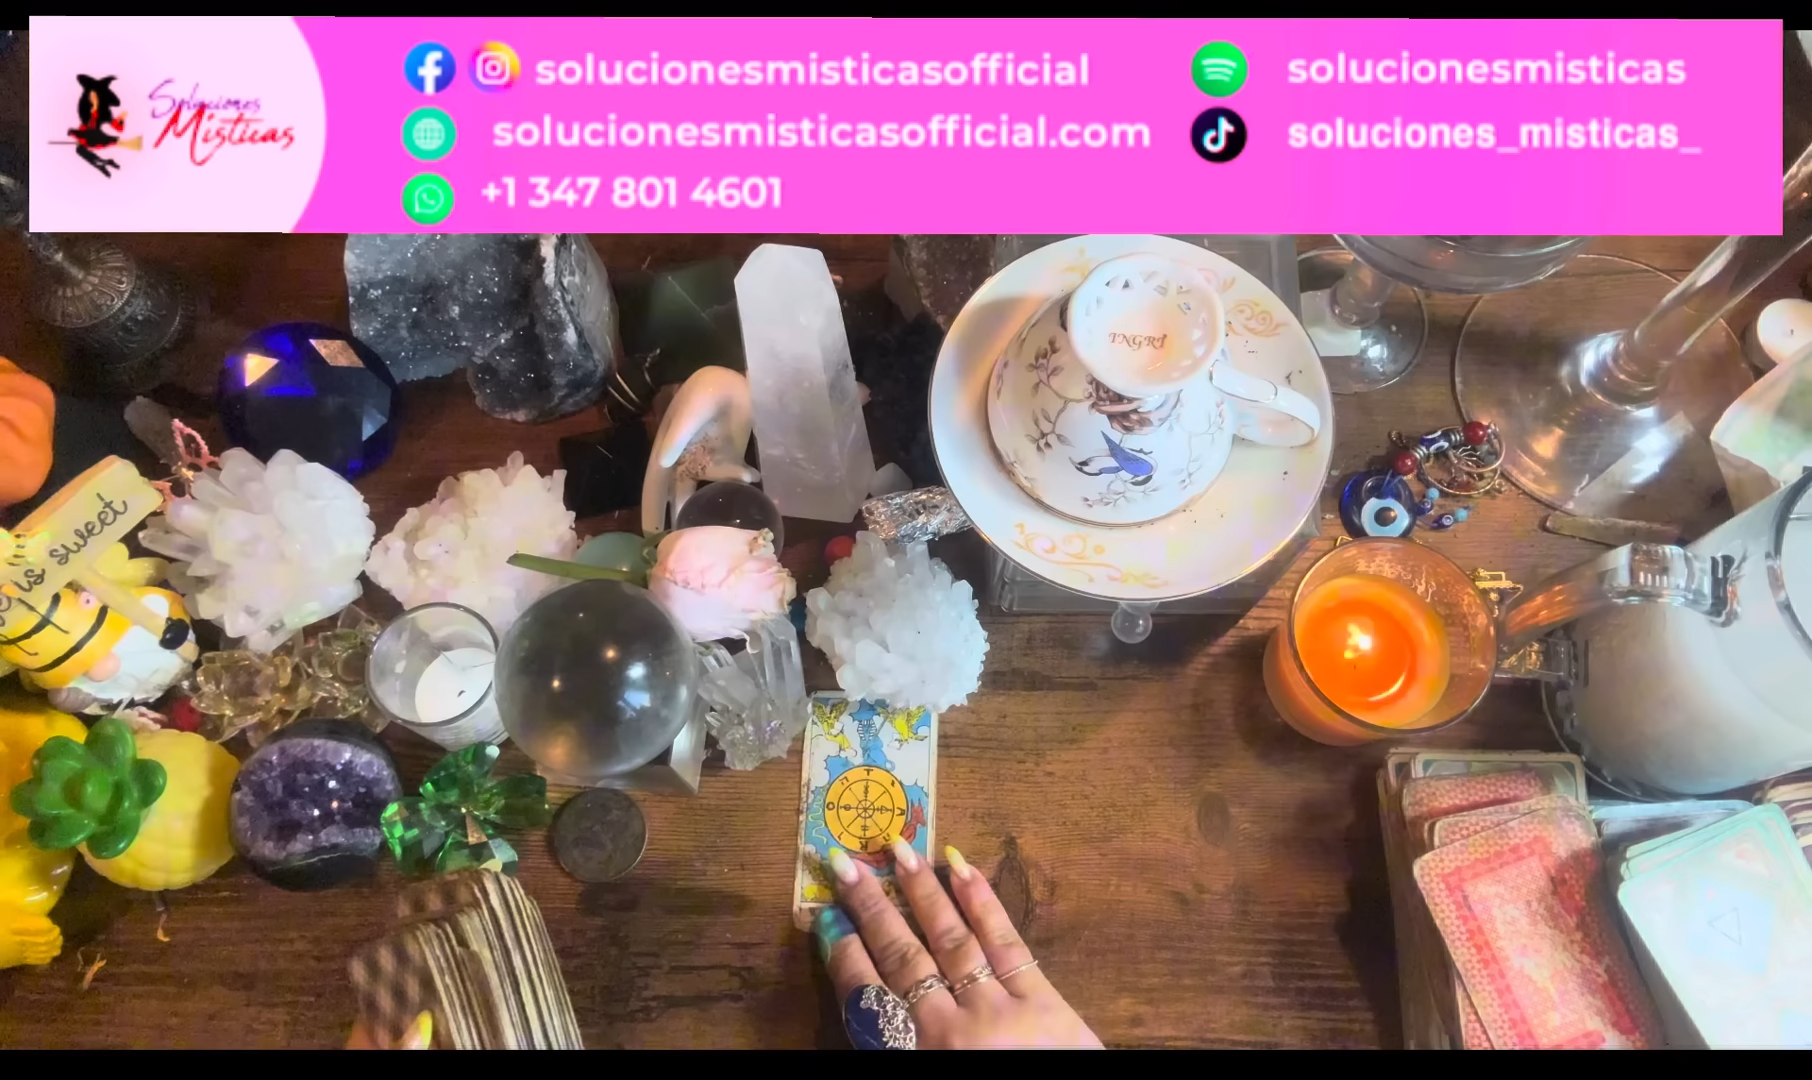 Soluciones
Misticas
solucionesmisticasofficial
solucionesmisticasofficial.com
+1 347 801 4601
solucionesmisticas
soluciones_misticas_
INGRI
is sweet